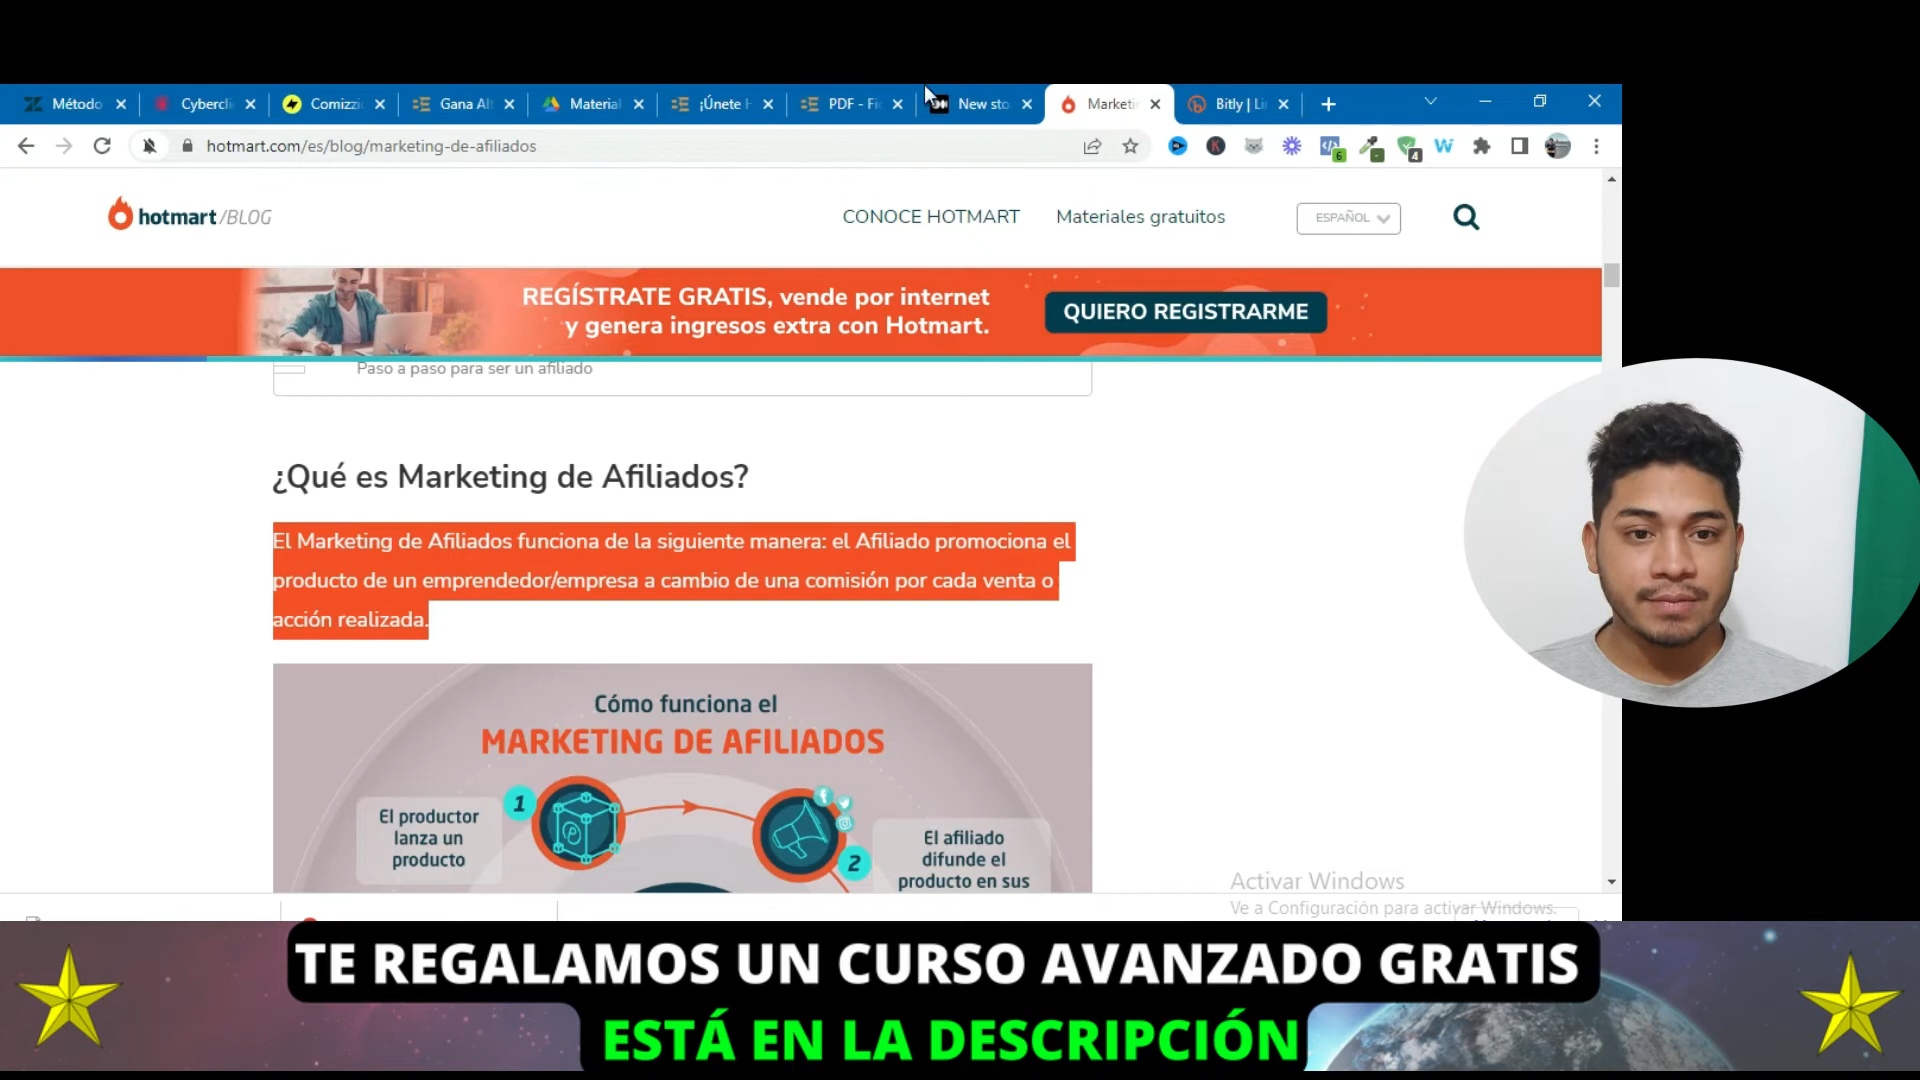 Método
Cybercli
Comizzi
Gana Alt
Material
¡Únete H
PDF - Fi
New sto
Marketi
Bitly | Li
hotmart.com/es/blog/marketing-de-afiliados
6
4
hotmart/BLOG
CONOCE HOTMART
Materiales gratuitos
ESPAÑOL
REGÍSTRATE GRATIS, vende por internet
y genera ingresos extra con Hotmart.
QUIERO REGISTRARME
Paso a paso para ser un afiliado
¿Qué es Marketing de Afiliados?
El Marketing de Afiliados funciona de la siguiente manera: el Afiliado promociona el
producto de un emprendedor/empresa a cambio de una comisión por cada venta o
acción realizada.
Cómo funciona el
MARKETING DE AFILIADOS
1
El productor
lanza un
producto
2
El afiliado
difunde el
producto en sus
Activar Windows
Ve a Configuración para activar Windows.
TE REGALAMOS UN CURSO AVANZADO GRATIS
ESTÁ EN LA DESCRIPCIÓN